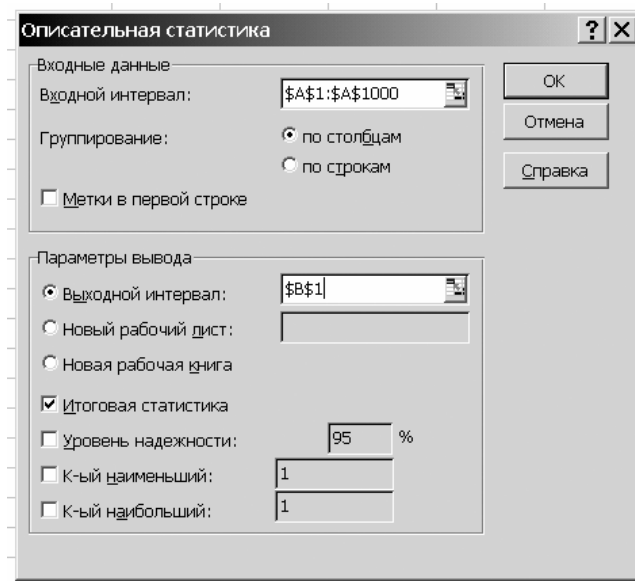 Описательная статистика
Входные данные
Входной интервал: $A$1:$A$1000
Группирование: по столбцам
по строкам
Метки в первой строке
OK
Отмена
Справка
Параметры вывода
Выходной интервал: $B$1
Новый рабочий лист:
Новая рабочая книга
Итоговая статистика
Уровень надежности: 95 %
К-ый наименьший: 1
К-ый наибольший: 1